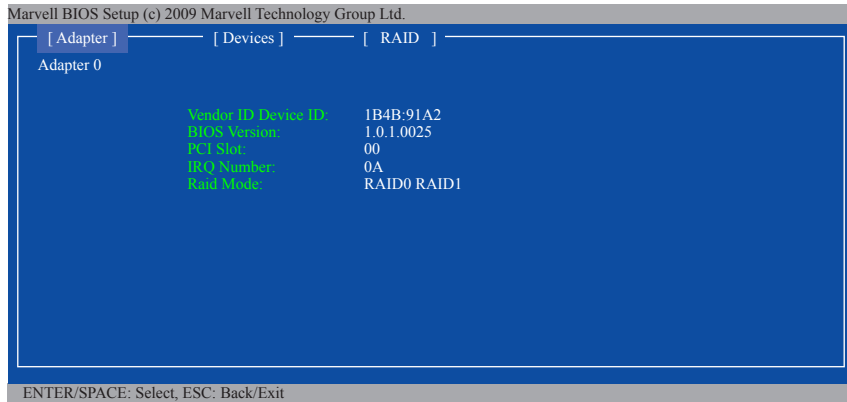 Marvell BIOS Setup (c) 2009 Marvell Technology Group Ltd.
[ Adapter ] [ Devices ] [ RAID ]
Adapter 0
Vendor ID Device ID: 1B4B:91A2
BIOS Version: 1.0.1.0025
PCI Slot: 00
IRQ Number: 0A
Raid Mode: RAID0 RAID1
ENTER/SPACE: Select, ESC: Back/Exit